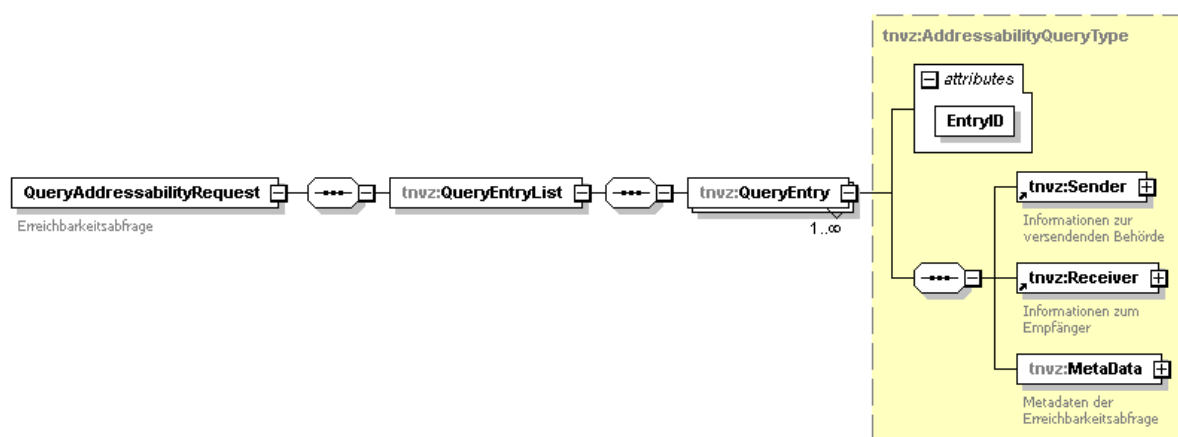 tnvz:AddressabilityQueryType
attributes
EntryID
QueryAddressabilityRequest
Erreichbarkeitsabfrage
tnvz:QueryEntryList
tnvz:QueryEntry
1..∞
tnvz:Sender
Informationen zur
versendenden Behörde
tnvz:Receiver
Informationen zum
Empfänger
tnvz:MetaData
Metadaten der
Erreichbarkeitsabfrage